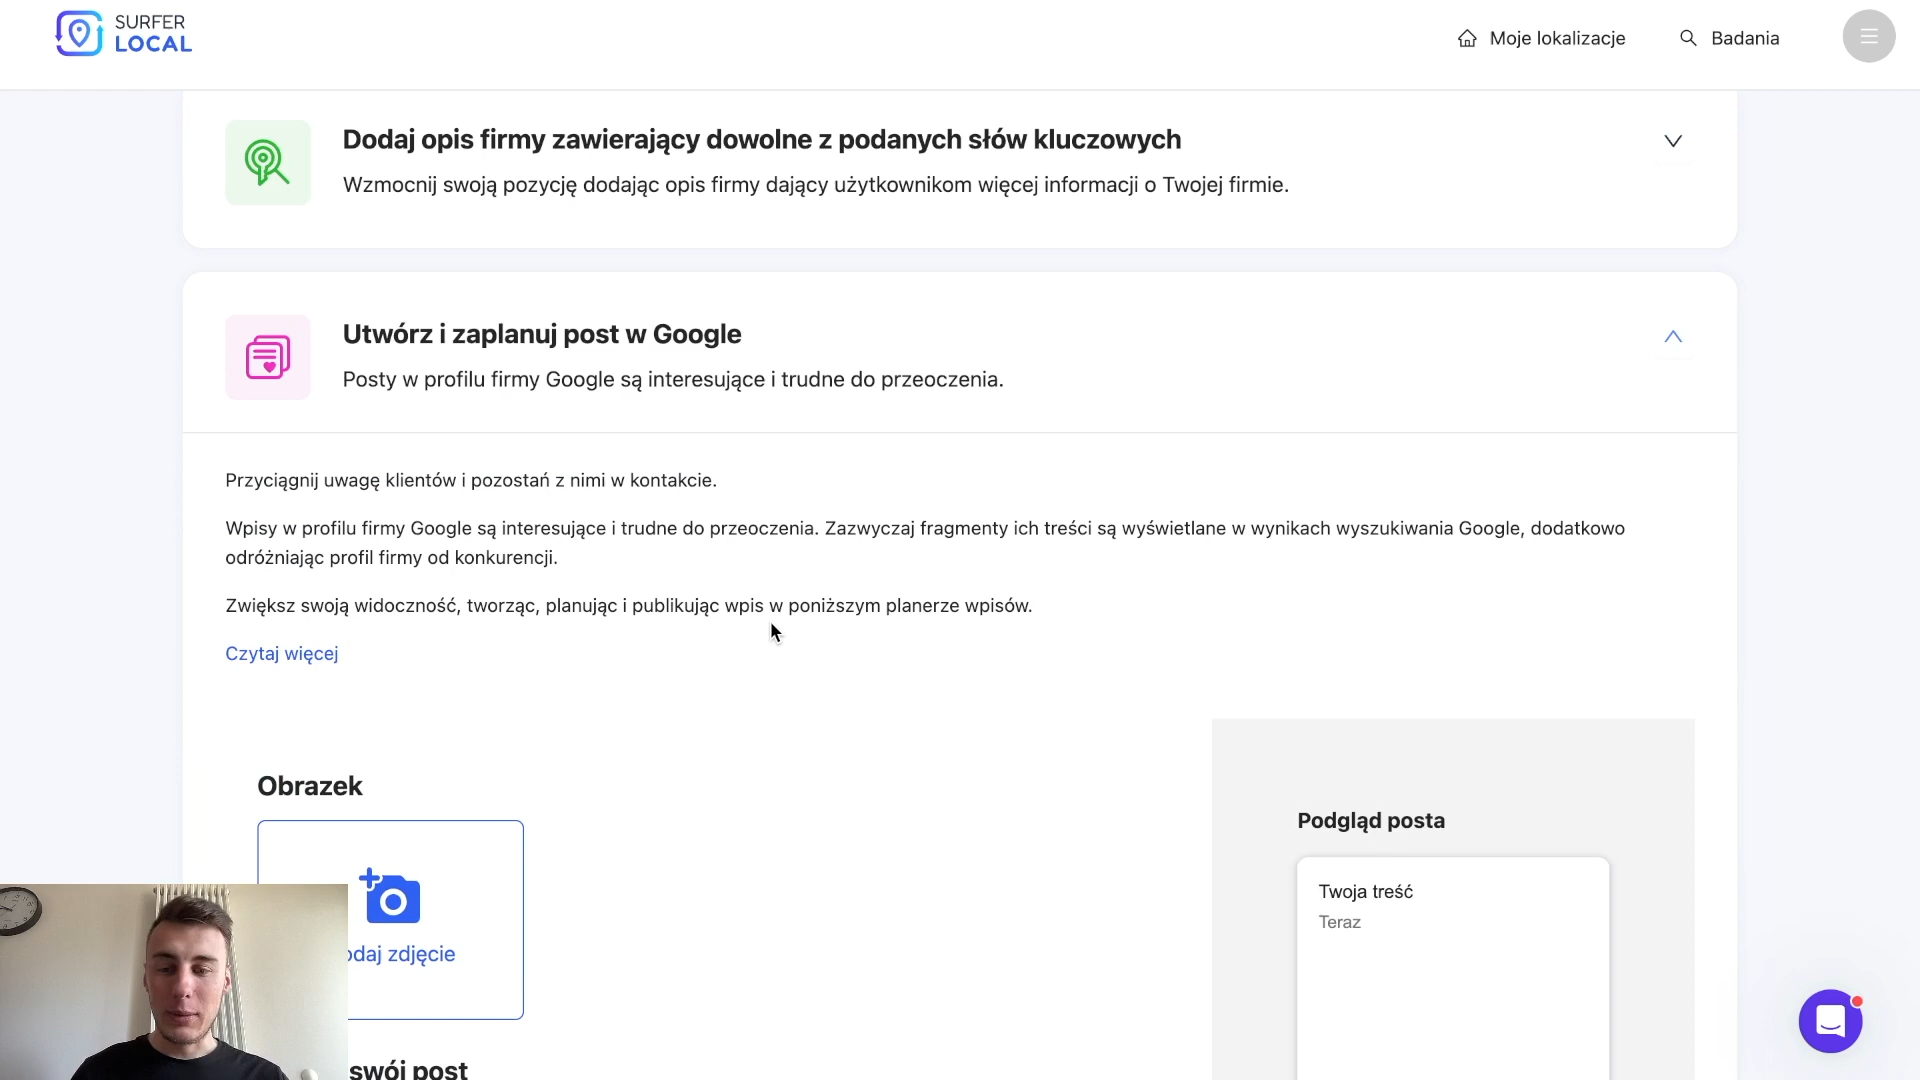 SURFER
LOCAL
Moje lokalizacje
Badania
Dodaj opis firmy zawierający dowolne z podanych słów kluczowych
Wzmocnij swoją pozycję dodając opis firmy dający użytkownikom więcej informacji o Twojej firmie.
Utwórz i zaplanuj post w Google
Posty w profilu firmy Google są interesujące i trudne do przeoczenia.
Przyciągnij uwagę klientów i pozostań z nimi w kontakcie.
Wpisy w profilu firmy Google są interesujące i trudne do przeoczenia. Zazwyczaj fragmenty ich treści są wyświetlane w wynikach wyszukiwania Google, dodatkowo
odróżniając profil firmy od konkurencji.
Zwiększ swoją widoczność, tworząc, planując i publikując wpis w poniższym planerze wpisów.
Czytaj więcej
Obrazek
odaj zdjęcie
swój post
Podgląd posta
Twoja treść
Teraz